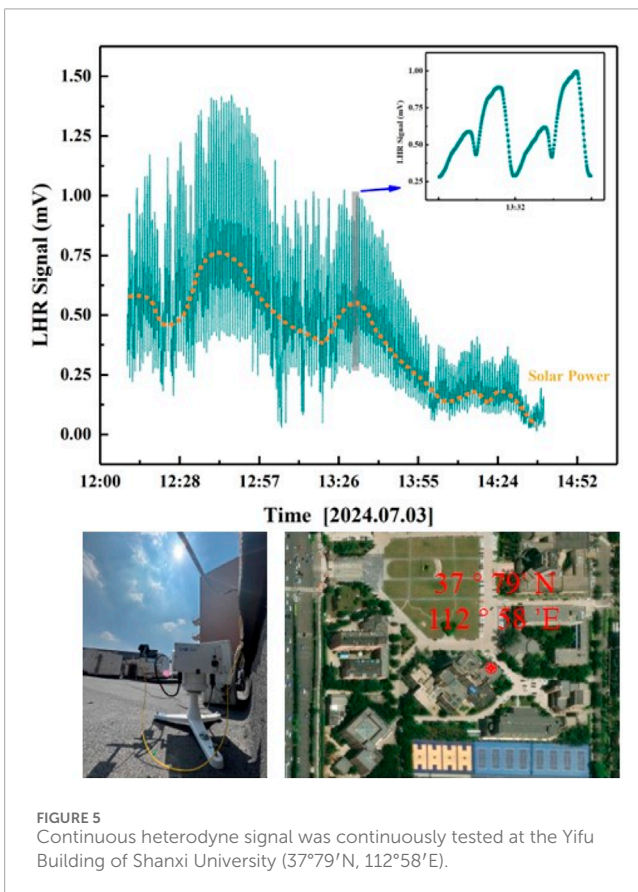 1.50
1.25
1.00
0.75
0.50
0.25
0.00
LHR Signal (mV)
1.00
0.75
0.50
0.25
LHR Signal (mV)
13:32
Solar Power
12:00 12:28 12:57 13:26 13:55 14:24 14:52
Time [2024.07.03]
37 ° 79' N
112 ° 58 'E
FIGURE 5
Continuous heterodyne signal was continuously tested at the Yifu
Building of Shanxi University (37°79′N, 112°58′E).